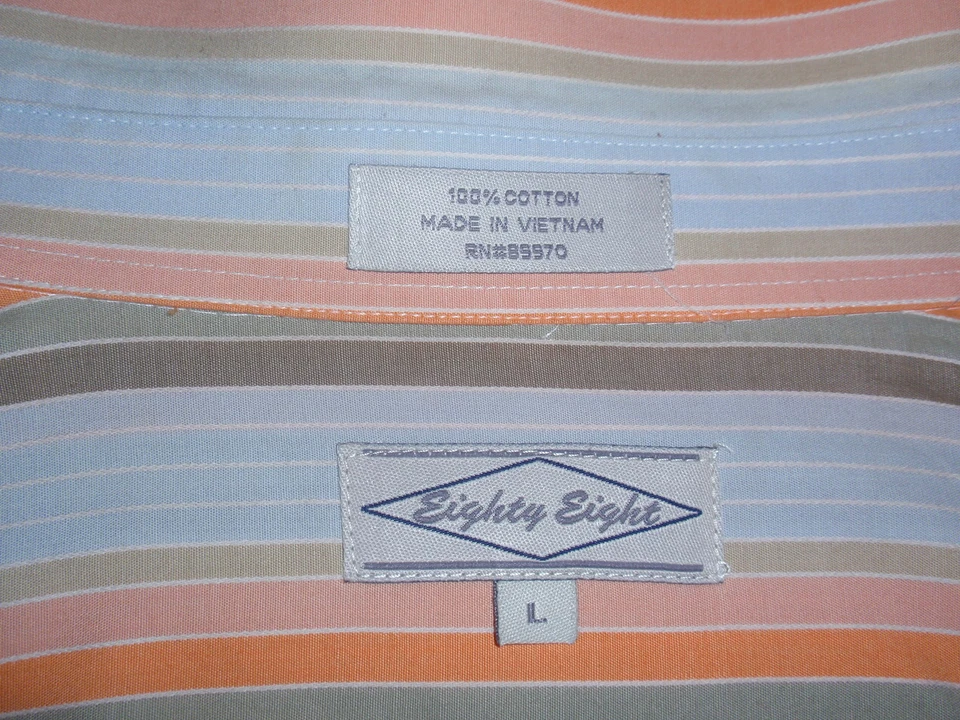 100% COTTON
MADE IN VIETNAM
RN#89970
Eighty Eight
L